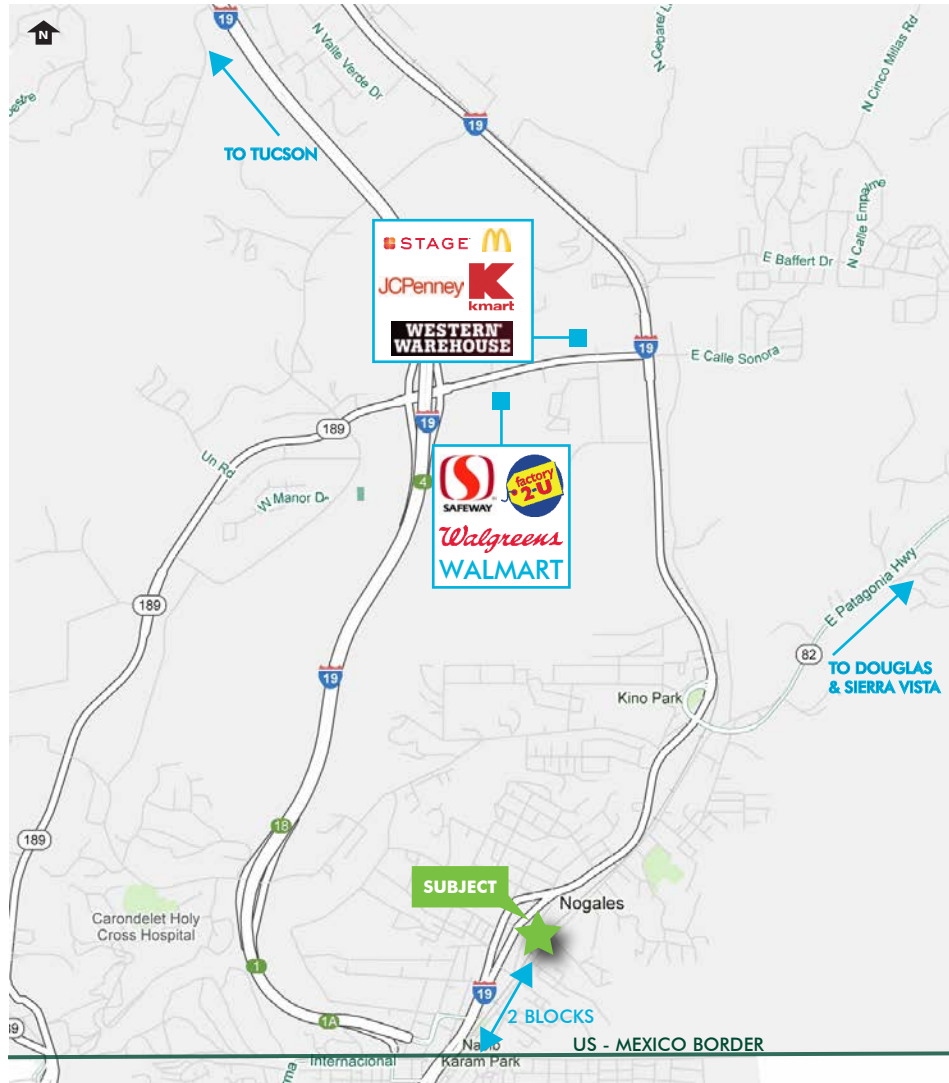 N
19
N Valle Verde Dr
19
TO TUCSON
N Cinco Millas Rd
N Calle Empalme
E Baffert Dr
STAGE
JCPenney
K
kmart
WESTERN
WAREHOUSE
19
E Calle Sonora
189
19
4
Un Rd
W Manor D
SAFEWAY
factory
2-U
Walgreens
WALMART
189
E Patagonia Hwy
82
TO DOUGLAS
& SIERRA VISTA
19
Kino Park
18
189
SUBJECT
Nogales
Carondelet Holy
Cross Hospital
1
19
2 BLOCKS
1A
US - MEXICO BORDER
Internacional
Karam Park